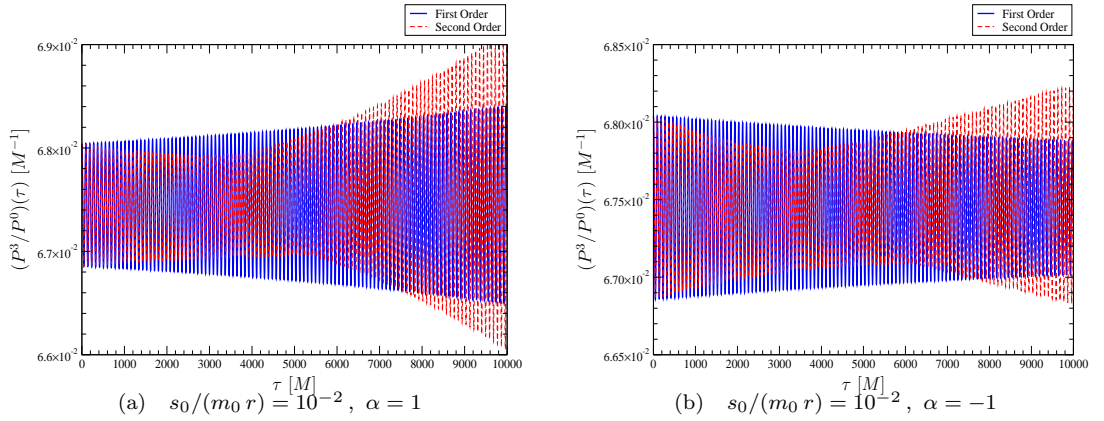 First Order
Second Order
6.9×10⁻²
6.8×10⁻²
6.7×10⁻²
6.6×10⁻²
(P³/P⁰)(τ) [M⁻¹]
0 1000 2000 3000 4000 5000 6000 7000 8000 9000 10000
τ [M]
(a) s₀/(m₀ r) = 10⁻² , α = 1
First Order
Second Order
6.85×10⁻²
6.80×10⁻²
6.75×10⁻²
6.70×10⁻²
6.65×10⁻²
(P³/P⁰)(τ) [M⁻¹]
0 1000 2000 3000 4000 5000 6000 7000 8000 9000 10000
τ [M]
(b) s₀/(m₀ r) = 10⁻² , α = −1